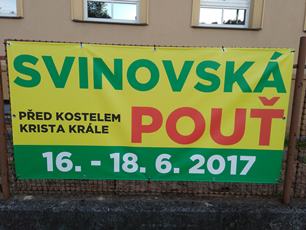 SVINOVSKÁ
PŘED KOSTELEM
KRISTA KRÁLE
POUŤ
16. - 18. 6. 2017